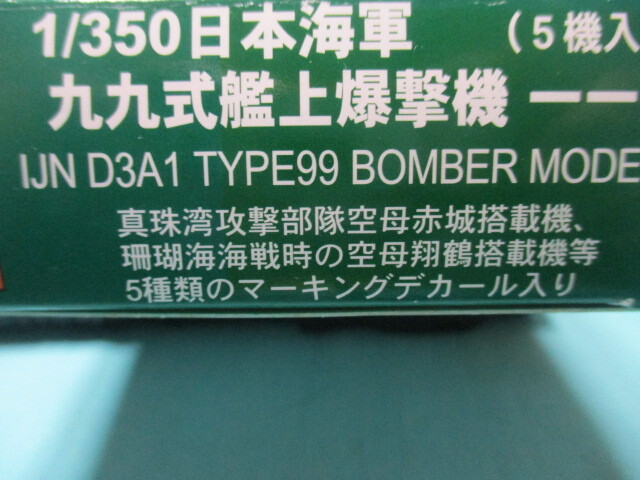 1/350日本海軍 (5機入
九九式艦上爆撃機 一一
IJN D3A1 TYPE99 BOMBER MODE
真珠湾攻撃部隊空母赤城搭載機、
珊瑚海海戦時の空母翔鶴搭載機等
5種類のマーキングデカール入り